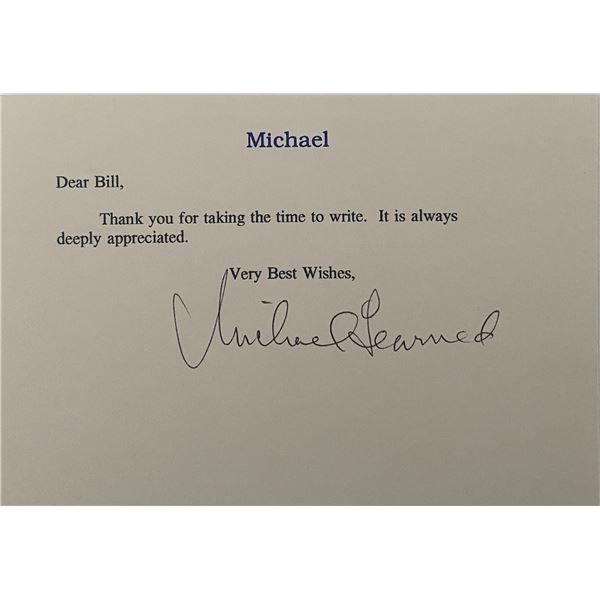 Michael
Dear Bill,
Thank you for taking the time to write. It is always
deeply appreciated.
Very Best Wishes,
Michael Learned